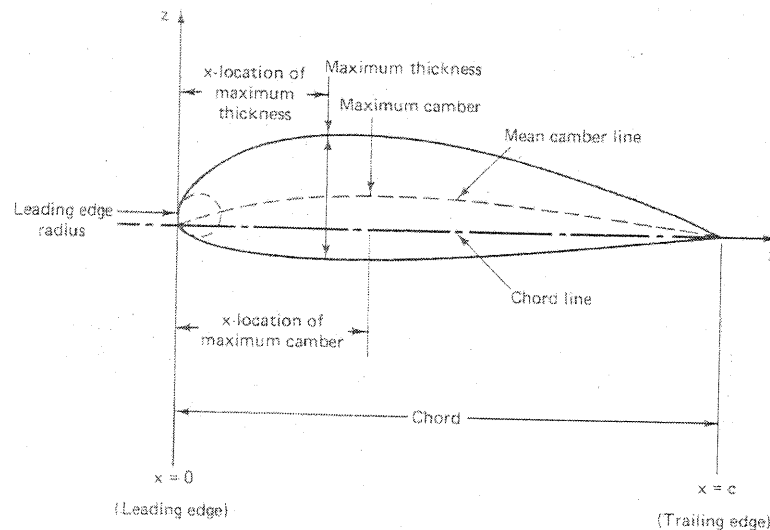 z
x-location of
maximum
thickness
Maximum thickness
Maximum camber
Mean camber line
Leading edge
radius
Chord line
x-location of
maximum camber
Chord
x = 0
(Leading edge)
x = c
(Trailing edge)